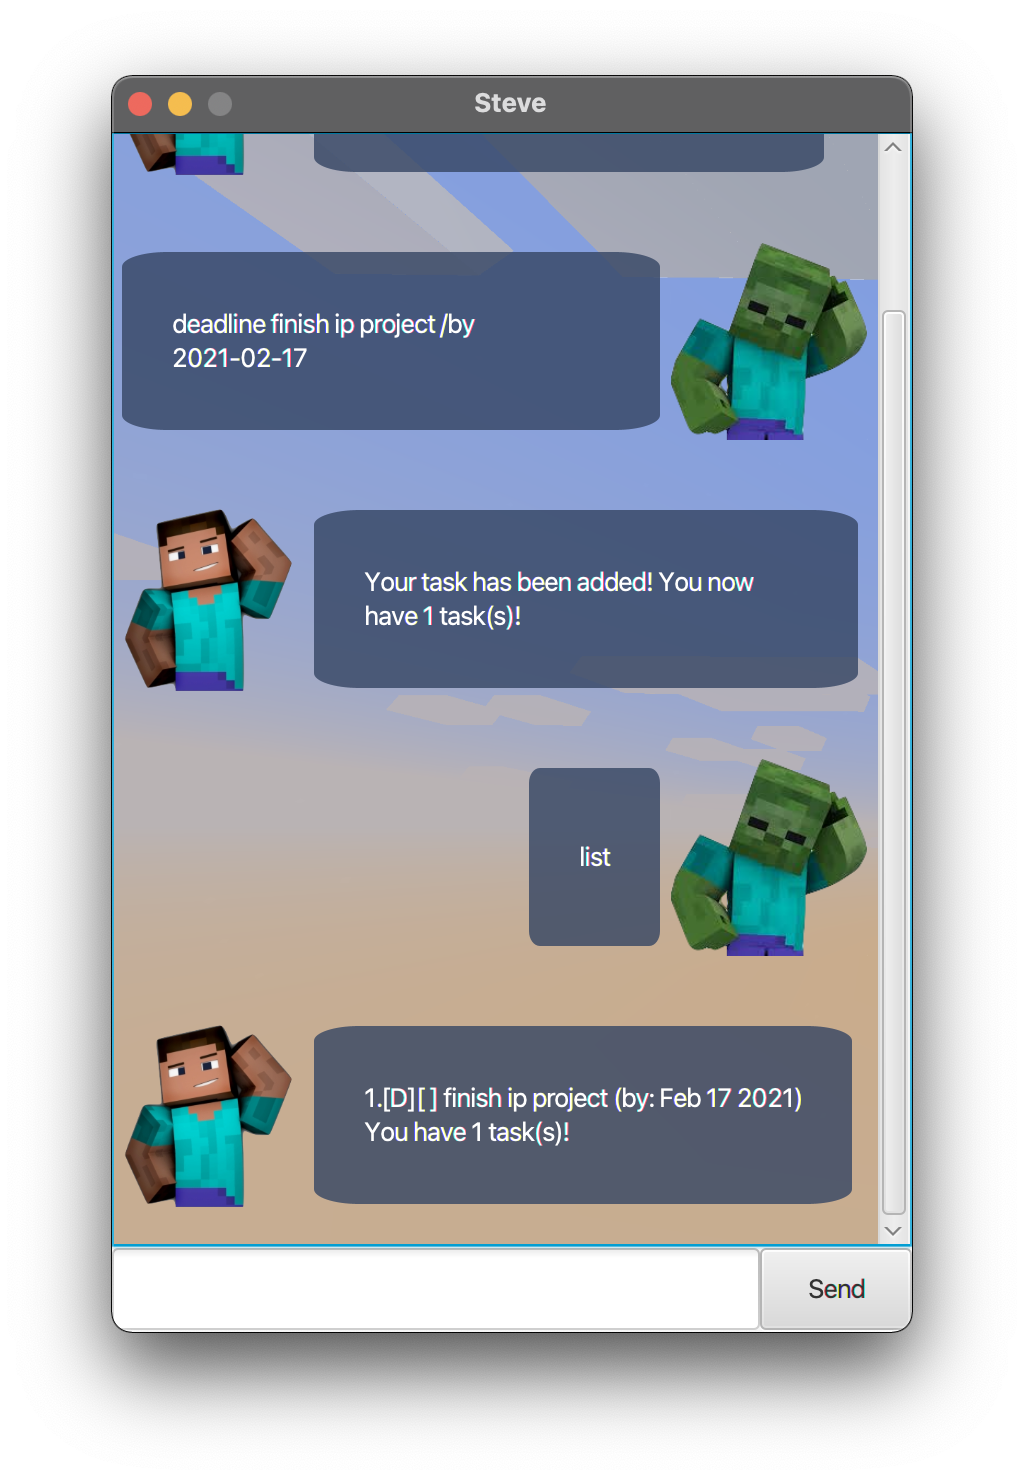 Steve
deadline finish ip project /by
2021-02-17
Your task has been added! You now
have 1 task(s)!
list
1.[D][ ] finish ip project (by: Feb 17 2021)
You have 1 task(s)!
Send